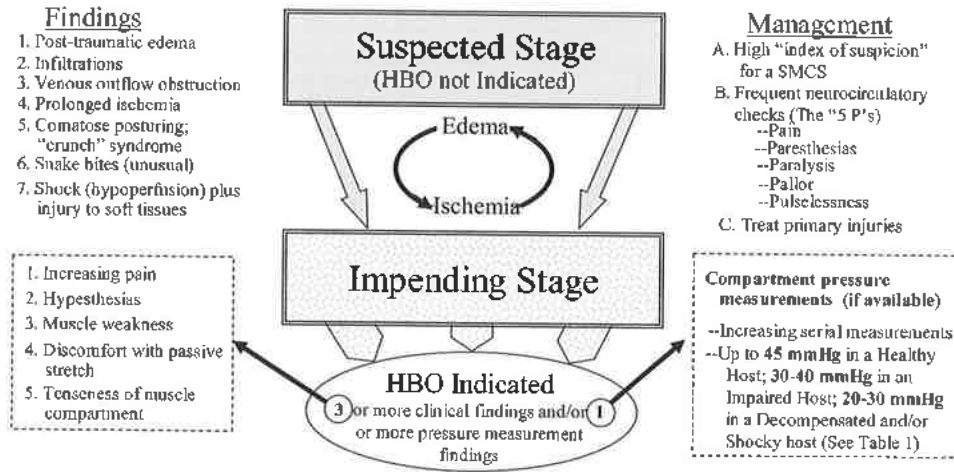 Findings
1. Post-traumatic edema
2. Infiltrations
3. Venous outflow obstruction
4. Prolonged ischemia
5. Comatose posturing;
"crunch" syndrome
6. Snake bites (unusual)
7. Shock (hypoperfusion) plus
injury to soft tissues
Suspected Stage
(HBO not Indicated)
Edema
Ischemia
Management
A. High "index of suspicion"
for a SMCS
B. Frequent neurocirculatory
checks (The "5 P's)
--Pain
--Paresthesias
--Paralysis
--Pallor
--Pulselessness
C. Treat primary injuries
Impending Stage
1. Increasing pain
2. Hypesthesias
3. Muscle weakness
4. Discomfort with passive
stretch
5. Tenseness of muscle
compartment
HBO Indicated
3 or more clinical findings and/or 1
or more pressure measurement
findings
Compartment pressure
measurements (if available)
--Increasing serial measurements
--Up to 45 mmHg in a Healthy
Host; 30-40 mmHg in an
Impaired Host; 20-30 mmHg
in a Decompensated and/or
Shocky host (See Table 1)